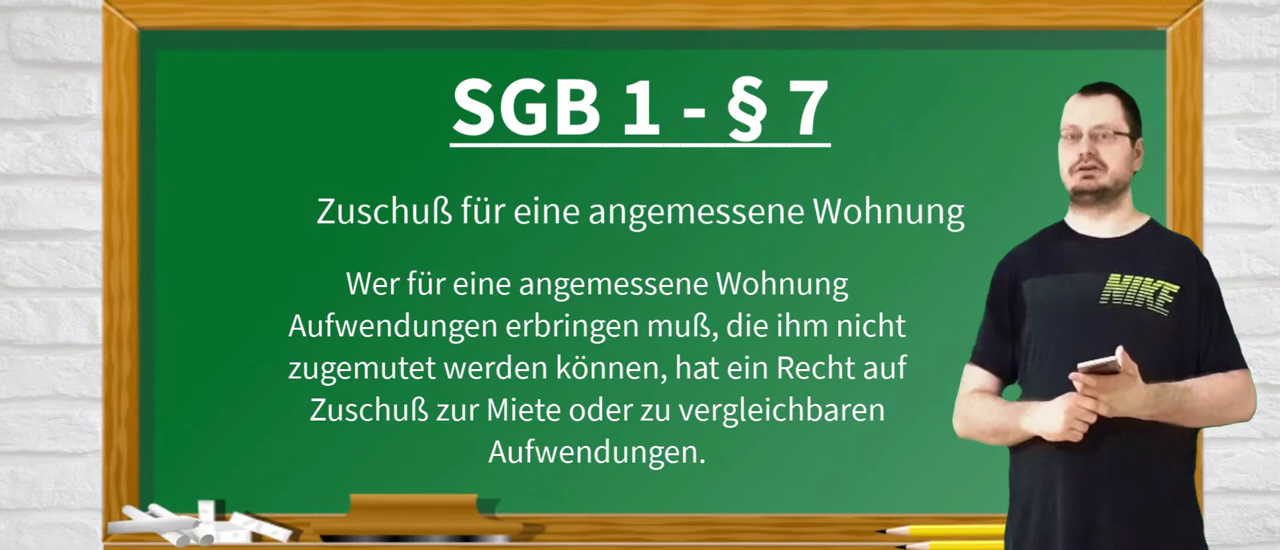 SGB 1 - § 7
Zuschuß für eine angemessene Wohnung
Wer für eine angemessene Wohnung
Aufwendungen erbringen muß, die ihm nicht
zugemutet werden können, hat ein Recht auf
Zuschuß zur Miete oder zu vergleichbaren
Aufwendungen.
NIKE